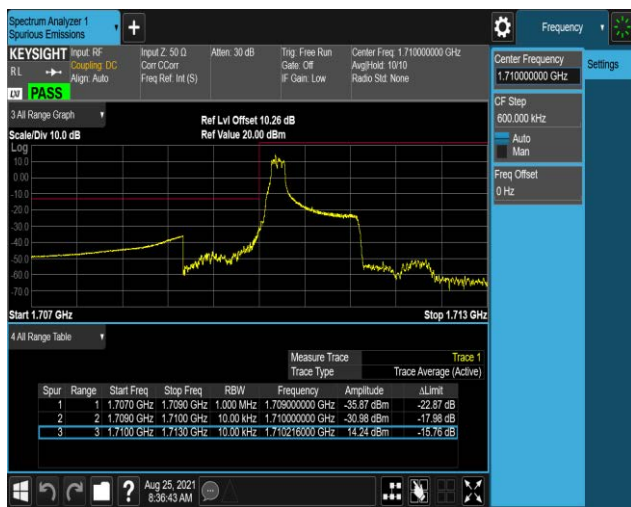 Spectrum Analyzer 1
Spurious Emissions
Frequency
KEYSIGHT Input: RF Input Z: 50 Ω Atten: 30 dB Trig: Free Run Center Freq: 1.710000000 GHz
RL Coupling: DC Corr CCorr Gate: Off Avg|Hold: 10/10
Align: Auto Freq Ref: Int (S) IF Gain: Low Radio Std: None
LXI PASS
Center Frequency
1.710000000 GHz
Settings
CF Step
600.000 kHz
Auto
Man
Freq Offset
0 Hz
3 All Range Graph
Ref Lvl Offset 10.26 dB
Scale/Div 10.0 dB Ref Value 20.00 dBm
Log
10.0
0.00
-10.0
-20.0
-30.0
-40.0
-50.0
-60.0
-70.0
Start 1.707 GHz Stop 1.713 GHz
4 All Range Table
Measure Trace Trace 1
Trace Type Trace Average (Active)
Spur Range Start Freq Stop Freq RBW Frequency Amplitude ΔLimit
1 1 1.7070 GHz 1.7090 GHz 1.000 MHz 1.709000000 GHz -35.87 dBm -22.87 dB
2 2 1.7090 GHz 1.7100 GHz 10.00 kHz 1.710000000 GHz -30.98 dBm -17.98 dB
3 3 1.7100 GHz 1.7130 GHz 10.00 kHz 1.710216000 GHz 14.24 dBm -15.76 dB
? Aug 25, 2021
8:36:43 AM